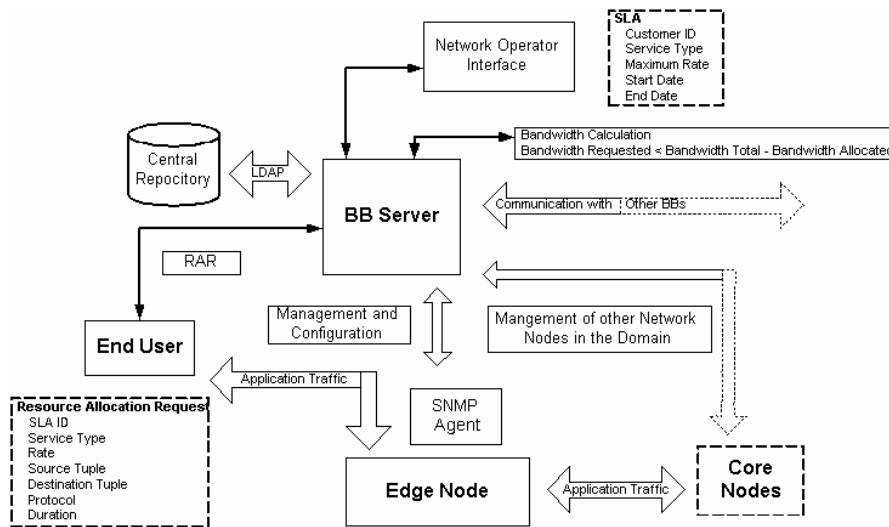 SLA
Customer ID
Service Type
Maximum Rate
Start Date
End Date
Network Operator
Interface
Bandwidth Calculation
Bandwidth Requested < Bandwidth Total - Bandwidth Allocated
Central
Repocitory
LDAP
BB Server
Communication with Other BBs
RAR
Management and
Configuration
Mangement of other Network
Nodes in the Domain
End User
Application Traffic
SNMP
Agent
Resource Allocation Request
SLA ID
Service Type
Rate
Source Tuple
Destination Tuple
Protocol
Duration
Edge Node
Application Traffic
Core
Nodes